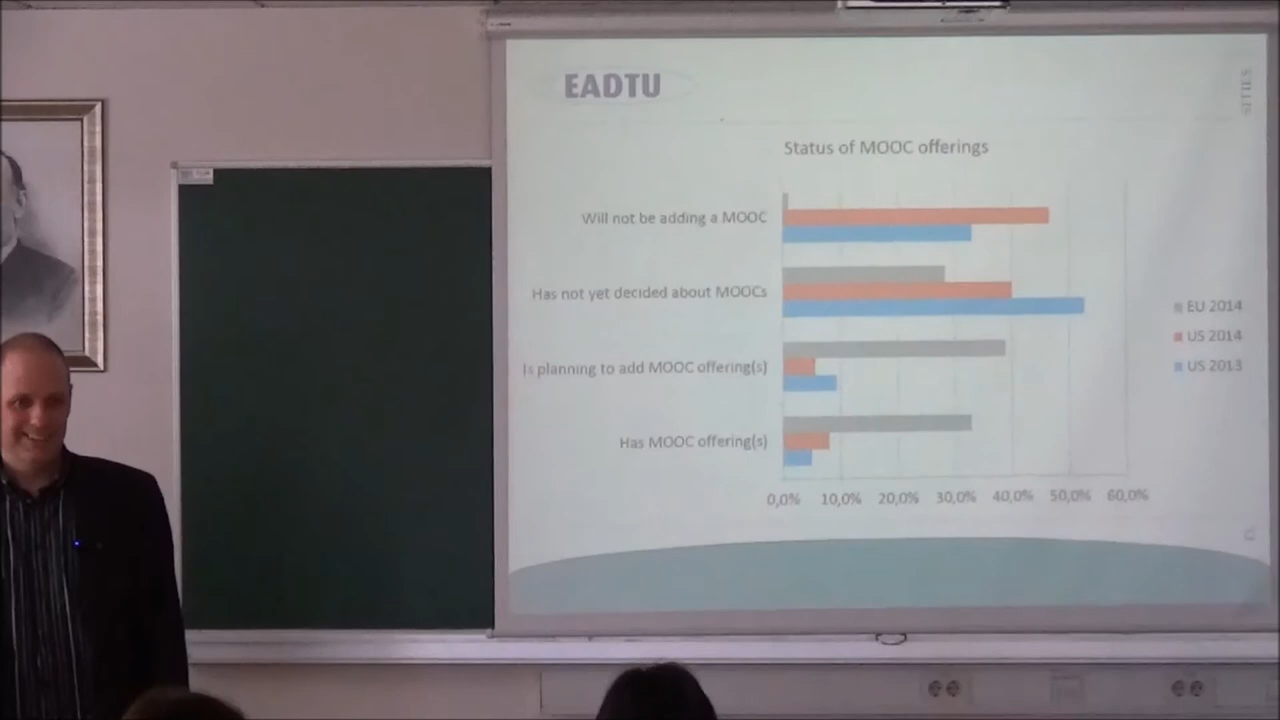 EADTU
Status of MOOC offerings
Will not be adding a MOOC
Has not yet decided about MOOCs
Is planning to add MOOC offering(s)
Has MOOC offering(s)
0,0% 10,0% 20,0% 30,0% 40,0% 50,0% 60,0%
EU 2014
US 2014
US 2013